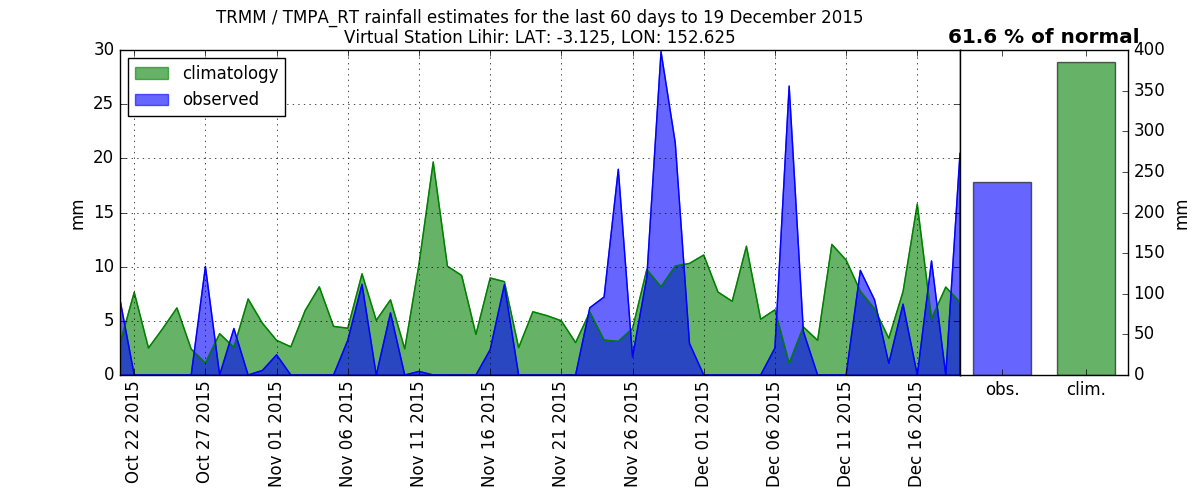 TRMM / TMPA_RT rainfall estimates for the last 60 days to 19 December 2015
Virtual Station Lihir: LAT: -3.125, LON: 152.625
61.6 % of normal
climatology
observed
mm
30
25
20
15
10
5
0
400
350
300
250
200
150
100
50
0
mm
Oct 22 2015
Oct 27 2015
Nov 01 2015
Nov 06 2015
Nov 11 2015
Nov 16 2015
Nov 21 2015
Nov 26 2015
Dec 01 2015
Dec 06 2015
Dec 11 2015
Dec 16 2015
obs.
clim.